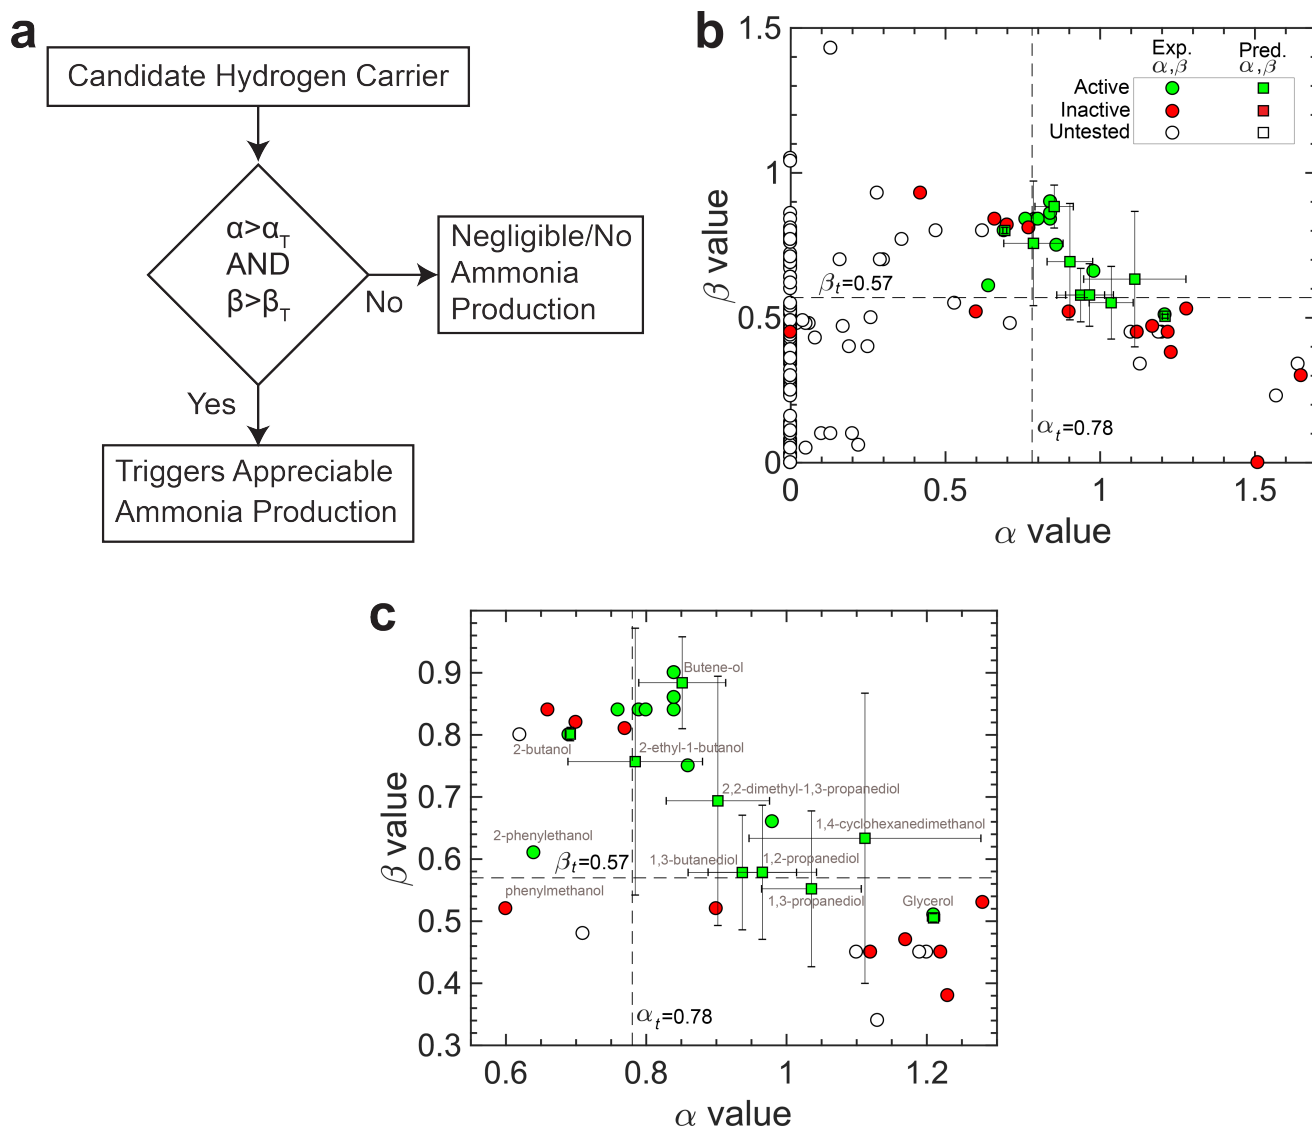 a
Candidate Hydrogen Carrier
α>α_T
AND
β>β_T
No
Negligible/No
Ammonia
Production
Yes
Triggers Appreciable
Ammonia Production
b
1.5
1
0.5
0
β value
0
0.5
1
1.5
α value
Exp. Pred.
α,β α,β
Active
Inactive
Untested
β_t=0.57
α_t=0.78
c
0.9
0.8
0.7
0.6
0.5
0.4
0.3
β value
0.6
0.8
1
1.2
α value
Butene-ol
2-butanol
2-ethyl-1-butanol
2,2-dimethyl-1,3-propanediol
1,4-cyclohexanedimethanol
2-phenylethanol
β_t=0.57
1,3-butanediol
1,2-propanediol
phenylmethanol
1,3-propanediol
Glycerol
α_t=0.78